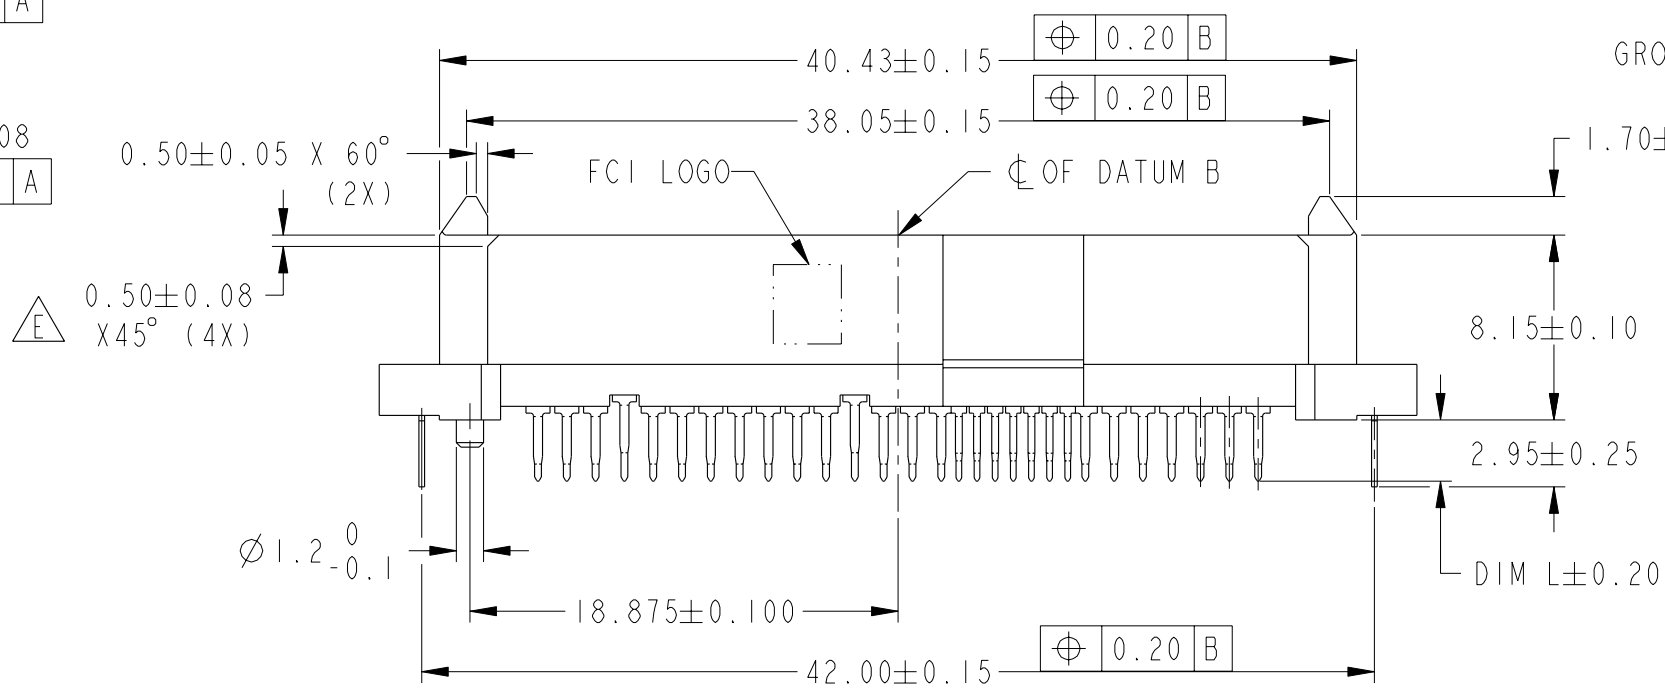 A
0.20 B
40.43±0.15
GRO
0.20 B
38.05±0.15
08
A
0.50±0.05 X 60°
(2X)
FCI LOGO
℄ OF DATUM B
1.70±
E
0.50±0.08
X45° (4X)
8.15±0.10
2.95±0.25
Ø1.2 0
-0.1
DIM L±0.20
18.875±0.100
0.20 B
42.00±0.15